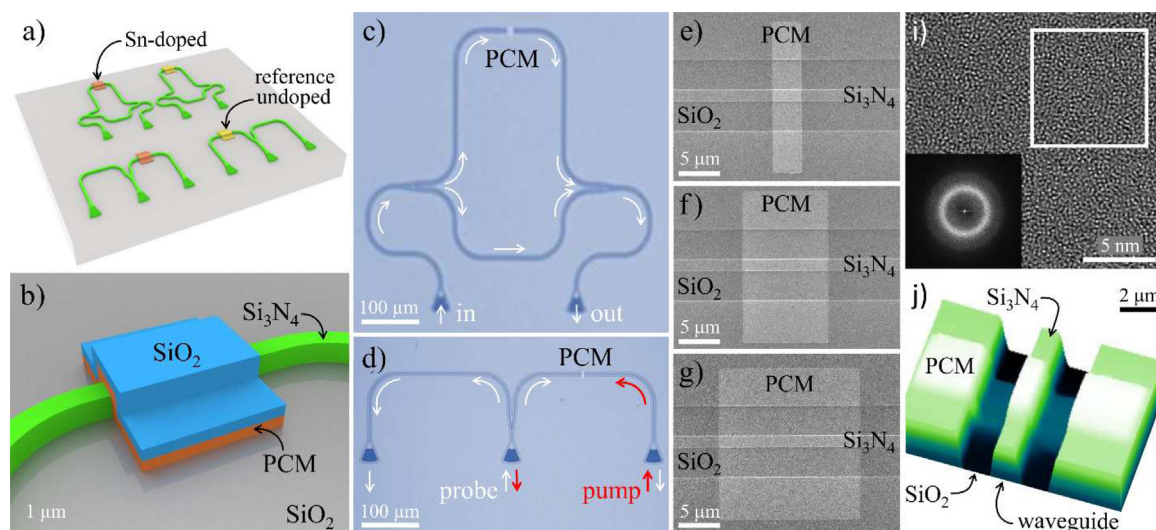 a)
Sn-doped
reference
undoped
b)
Si₃N₄
SiO₂
PCM
1 μm
SiO₂
c)
PCM
100 μm
in
out
d)
PCM
probe
pump
100 μm
e)
PCM
Si₃N₄
SiO₂
5 μm
f)
PCM
Si₃N₄
SiO₂
5 μm
g)
PCM
Si₃N₄
SiO₂
5 μm
i)
5 nm
j)
Si₃N₄
2 μm
PCM
SiO₂
waveguide